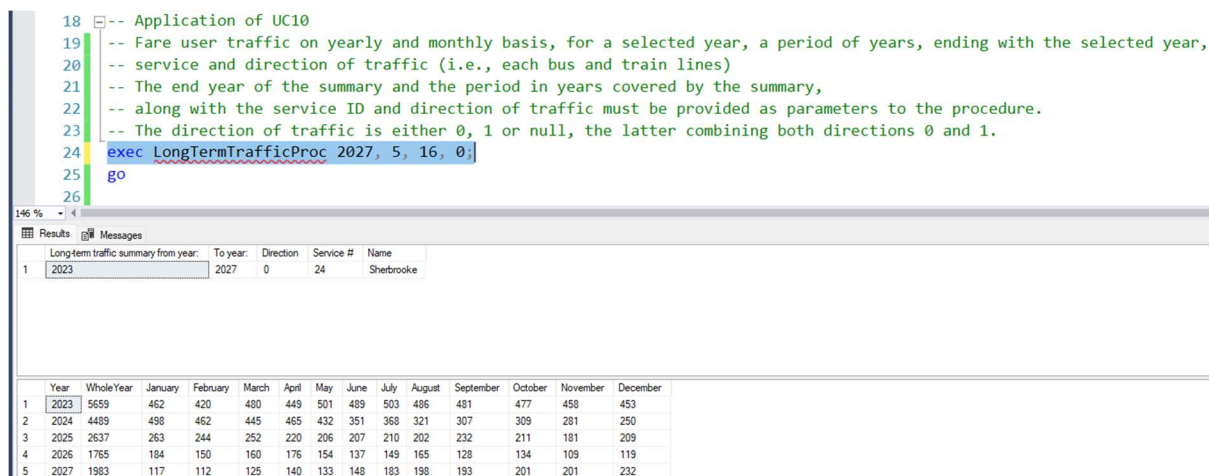 18 -- Application of UC10
19 -- Fare user traffic on yearly and monthly basis, for a selected year, a period of years, ending with the selected year,
20 -- service and direction of traffic (i.e., each bus and train lines)
21 -- The end year of the summary and the period in years covered by the summary,
22 -- along with the service ID and direction of traffic must be provided as parameters to the procedure.
23 -- The direction of traffic is either 0, 1 or null, the latter combining both directions 0 and 1.
24 exec LongTermTrafficProc 2027, 5, 16, 0;
25 go
26
146 %
Results Messages
Long-term traffic summary from year: To year: Direction Service # Name
1 2023 2027 0 24 Sherbrooke
Year WholeYear January February March April May June July August September October November December
1 2023 5659 462 420 480 449 501 489 503 486 481 477 458 453
2 2024 4489 498 462 445 465 432 351 368 321 307 309 281 250
3 2025 2637 263 244 252 220 206 207 210 202 232 211 181 209
4 2026 1765 184 150 160 176 154 137 149 165 128 134 109 119
5 2027 1983 117 112 125 140 133 148 183 198 193 201 201 232